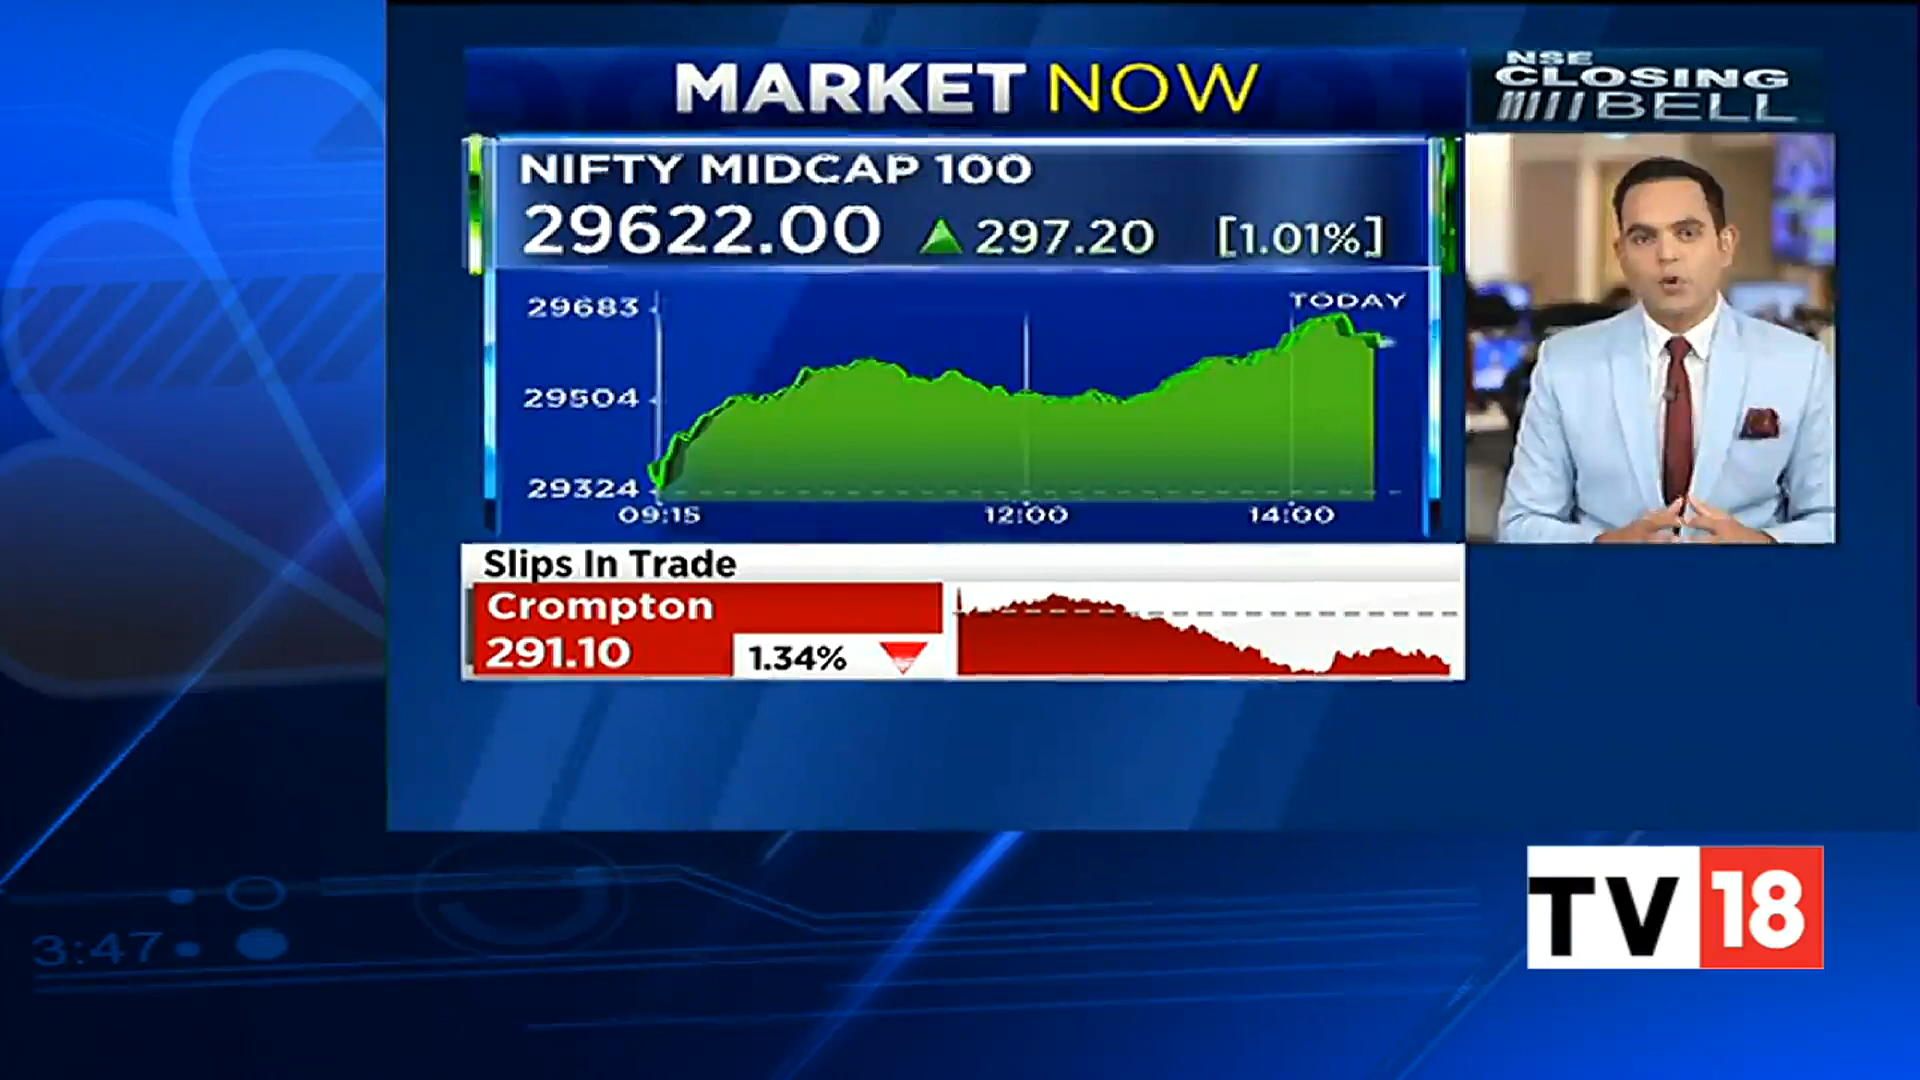 MARKET NOW
NSE
CLOSING
BELL
NIFTY MIDCAP 100
29622.00 ▲ 297.20 [1.01%]
TODAY
29683
29504
29324
09:15 12:00 14:00
Slips In Trade
Crompton
291.10 1.34% ▼
TV18
3:47